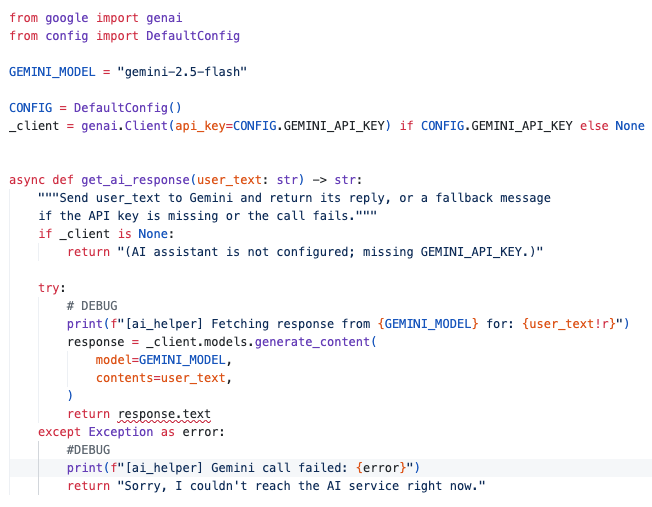 from google import genai
from config import DefaultConfig
GEMINI_MODEL = "gemini-2.5-flash"
CONFIG = DefaultConfig()
_client = genai.Client(api_key=CONFIG.GEMINI_API_KEY) if CONFIG.GEMINI_API_KEY else None
async def get_ai_response(user_text: str) -> str:
    """Send user_text to Gemini and return its reply, or a fallback message
    if the API key is missing or the call fails."""
    if _client is None:
        return "(AI assistant is not configured; missing GEMINI_API_KEY.)"
    try:
        # DEBUG
        print(f"[ai_helper] Fetching response from {GEMINI_MODEL} for: {user_text!r}")
        response = _client.models.generate_content(
            model=GEMINI_MODEL,
            contents=user_text,
        )
        return response.text
    except Exception as error:
        #DEBUG
        print(f"[ai_helper] Gemini call failed: {error}")
        return "Sorry, I couldn't reach the AI service right now."